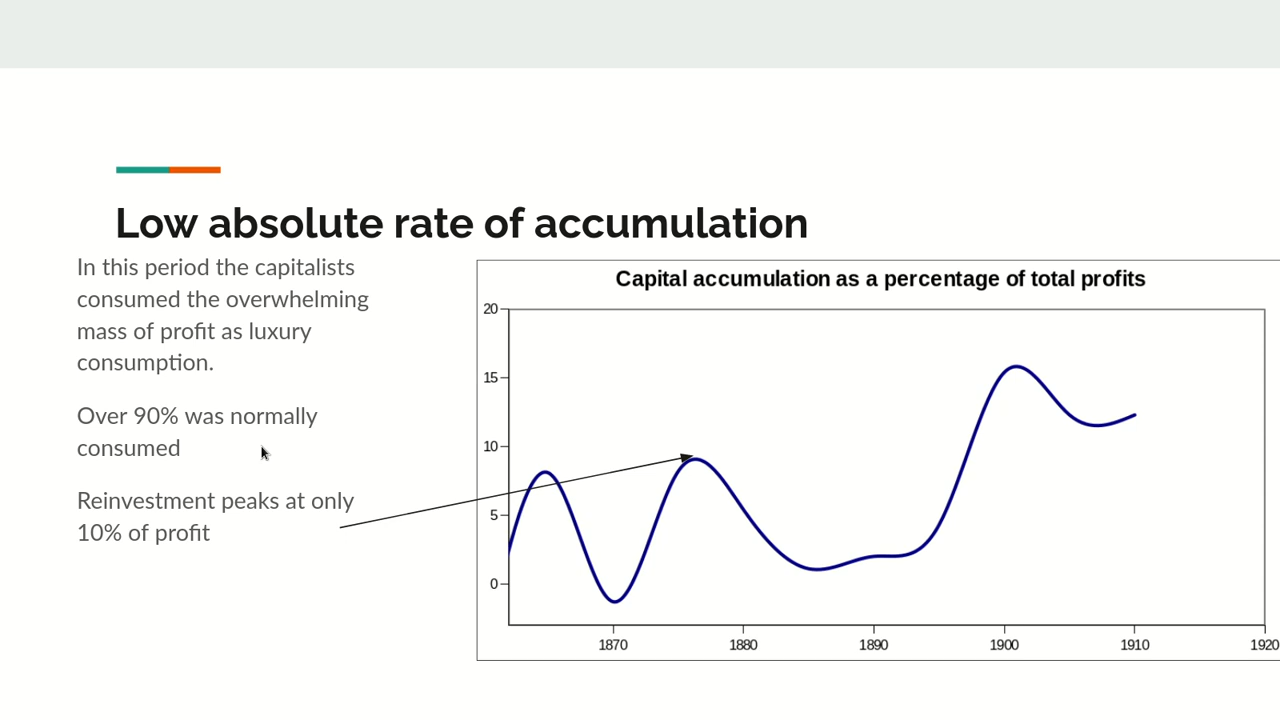 Low absolute rate of accumulation
In this period the capitalists
consumed the overwhelming
mass of profit as luxury
consumption.
Over 90% was normally
consumed
Reinvestment peaks at only
10% of profit
Capital accumulation as a percentage of total profits
20
15
10
5
0
1870 1880 1890 1900 1910 1920